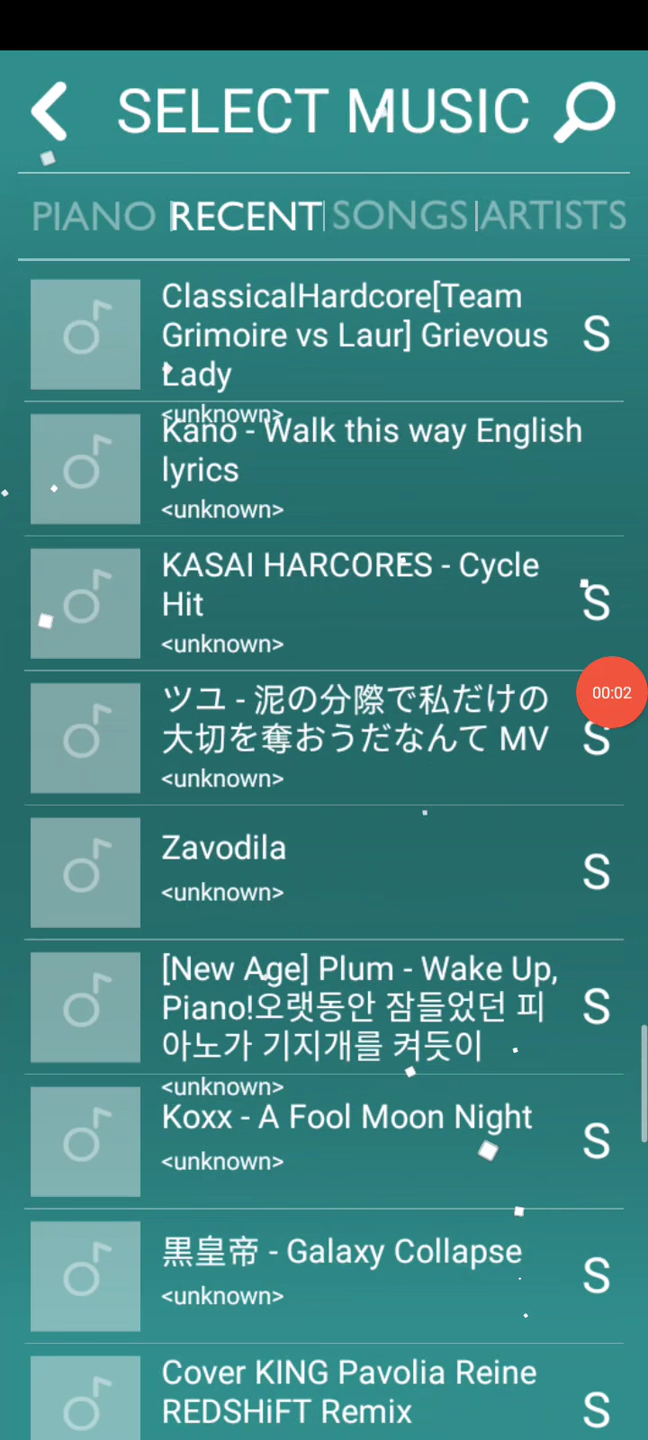 SELECT MUSIC
PIANO RECENT SONGS ARTISTS
ClassicalHardcore[Team
Grimoire vs Laur] Grievous
Lady
S
<unknown>
Kano - Walk this way English
lyrics
<unknown>
KASAI HARCORES - Cycle
Hit
S
<unknown>
00:02
ツユ - 泥の分際で私だけの
大切を奪おうだなんて MV
S
<unknown>
Zavodila
S
<unknown>
[New Age] Plum - Wake Up,
Piano!오랫동안 잠들었던 피
아노가 기지개를 켜듯이
S
<unknown>
Koxx - A Fool Moon Night
S
<unknown>
黒皇帝 - Galaxy Collapse
S
<unknown>
Cover KING Pavolia Reine
REDSHiFT Remix
S